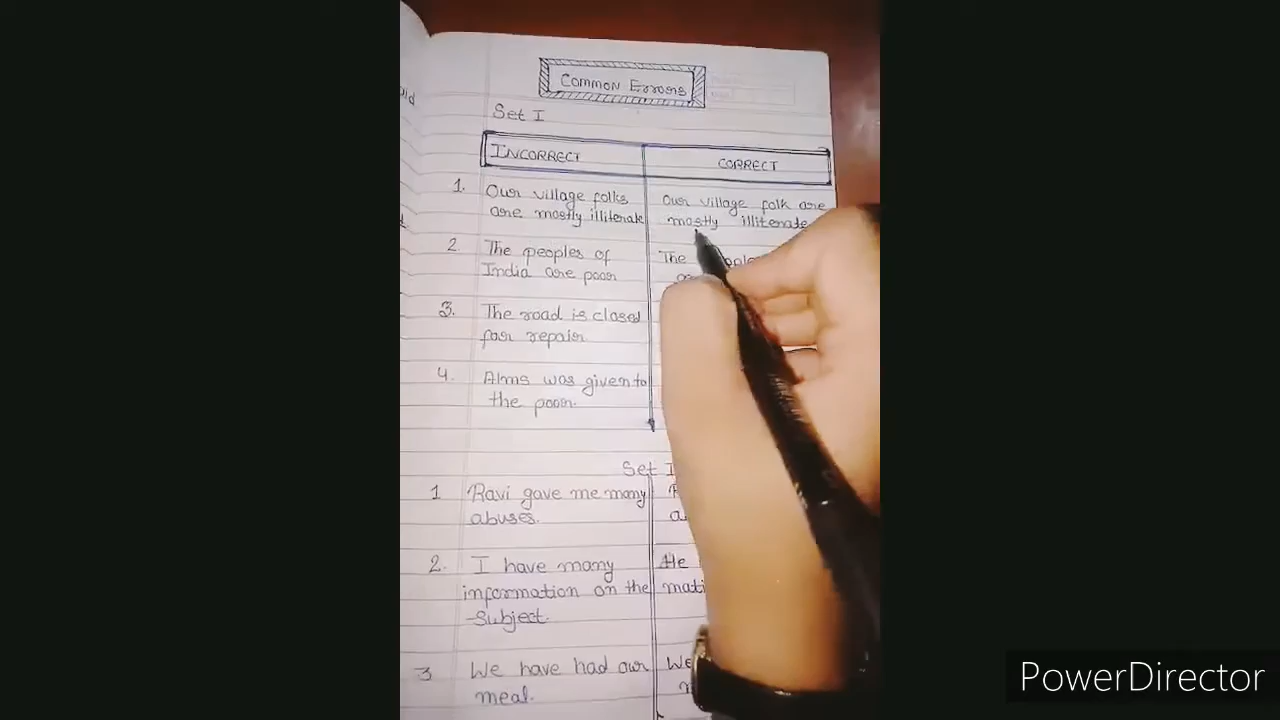 Common Errors
Set I
INCORRECT
CORRECT
1. Our village folks
are mostly illiterate
Our village folk are
mostly illiterate
2. The peoples of
India are poor
The
3. The road is closed
for repair.
4. Alms was given to
the poor.
Set
1 Ravi gave me many
abuses.
2. I have many
information on the
subject.
He
3 We have had our
meal.
We
PowerDirector